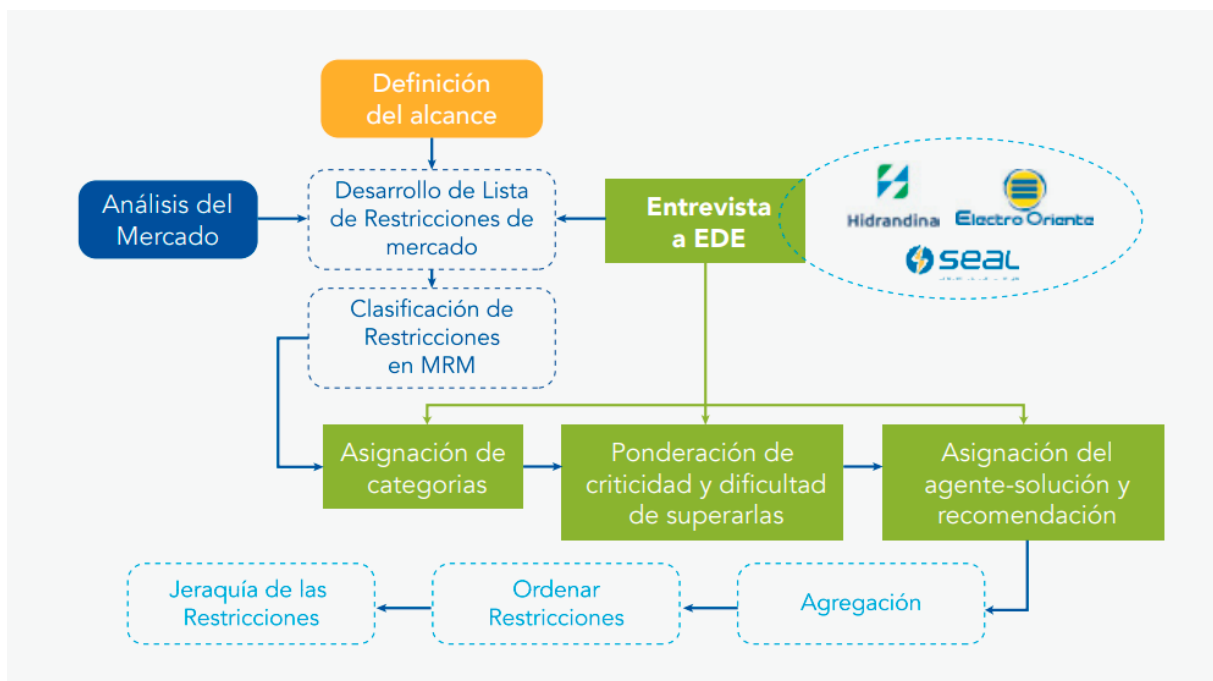 Definición
del alcance
Análisis del
Mercado
Desarrollo de Lista
de Restricciones de
mercado
Entrevista
a EDE
Hidrandina
Electro Oriente
seal
Clasificación de
Restricciones
en MRM
Asignación de
categorias
Ponderación de
criticidad y dificultad
de superarlas
Asignación del
agente-solución y
recomendación
Jeraquía de las
Restricciones
Ordenar
Restricciones
Agregación